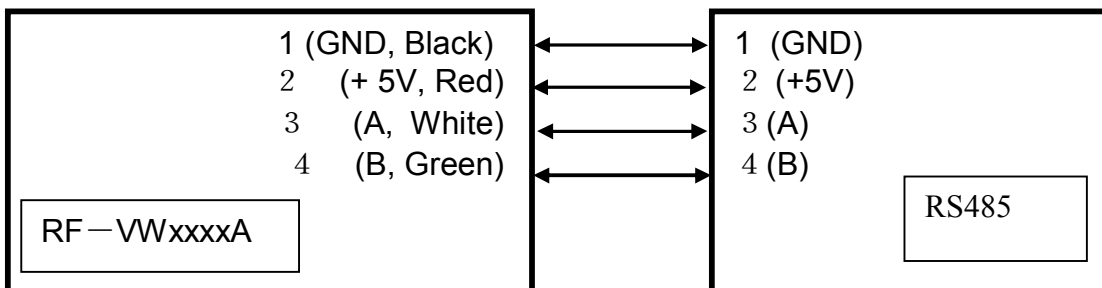 1 (GND, Black)
2 (+ 5V, Red)
3 (A, White)
4 (B, Green)
RF－VWxxxxA
1 (GND)
2 (+5V)
3 (A)
4 (B)
RS485